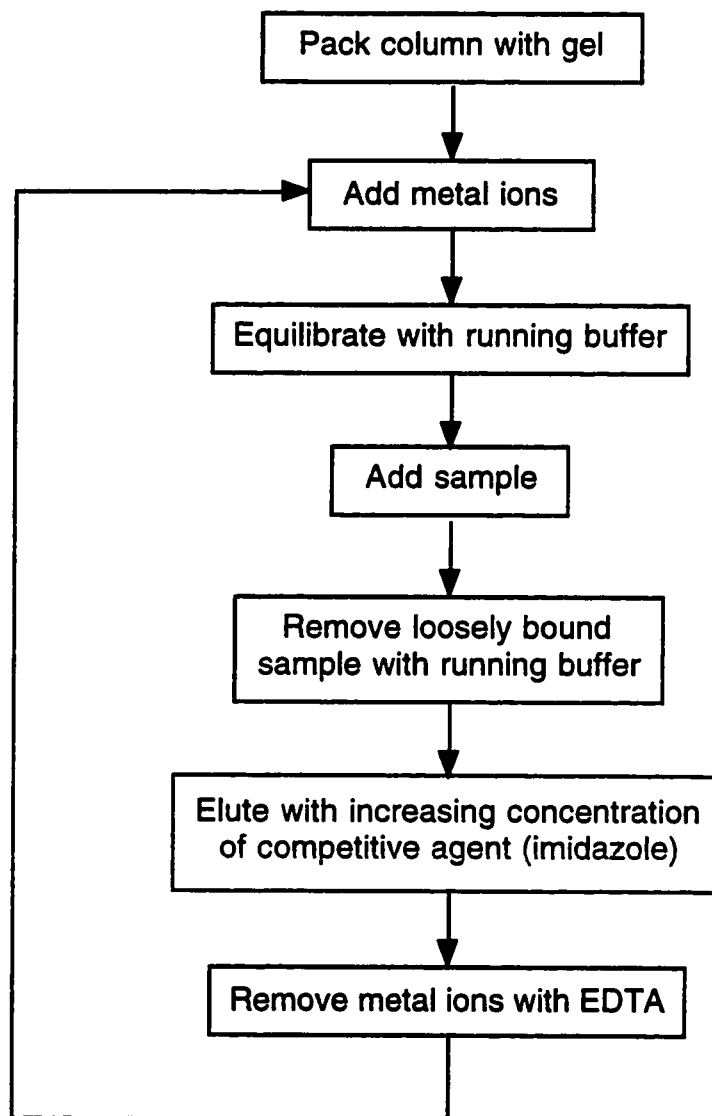 Pack column with gel
Add metal ions
Equilibrate with running buffer
Add sample
Remove loosely bound
sample with running buffer
Elute with increasing concentration
of competitive agent (imidazole)
Remove metal ions with EDTA